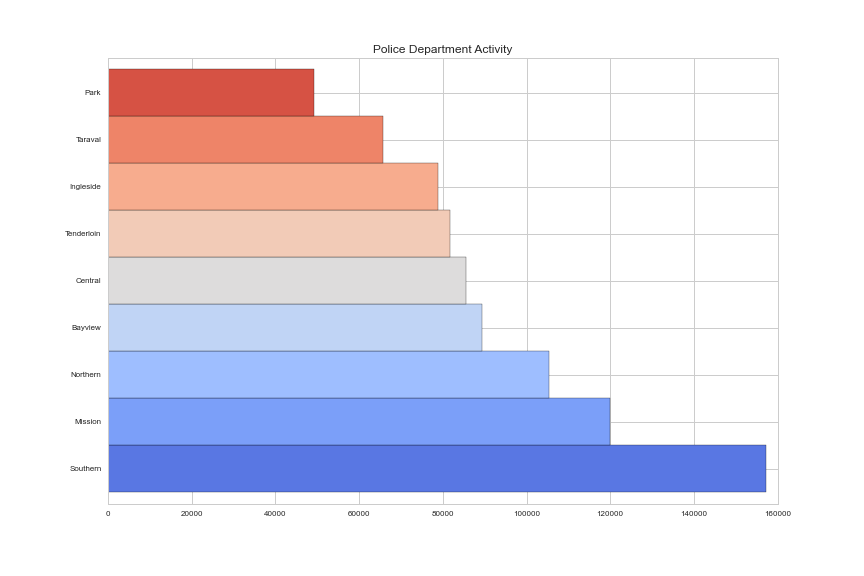 Police Department Activity
Park
Taraval
Ingleside
Tenderloin
Central
Bayview
Northern
Mission
Southern
0 20000 40000 60000 80000 100000 120000 140000 160000